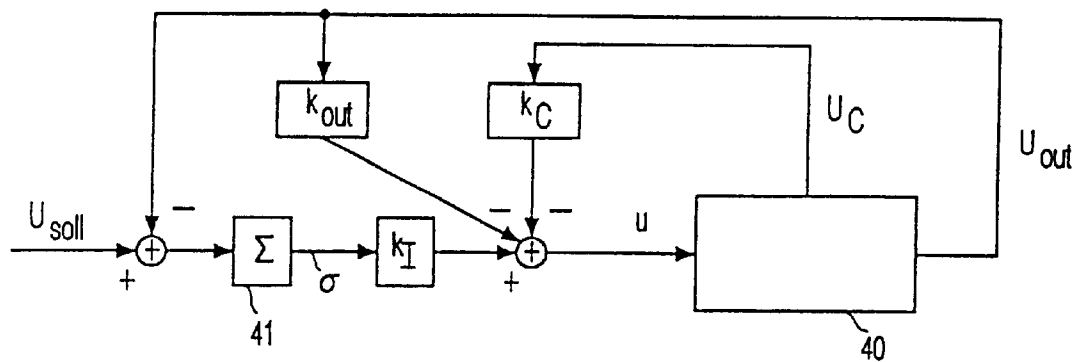 k_out
k_C
U_C
U_out
U_soll
−
− −
u
+
Σ
σ
k_I
+
+
+
41
40